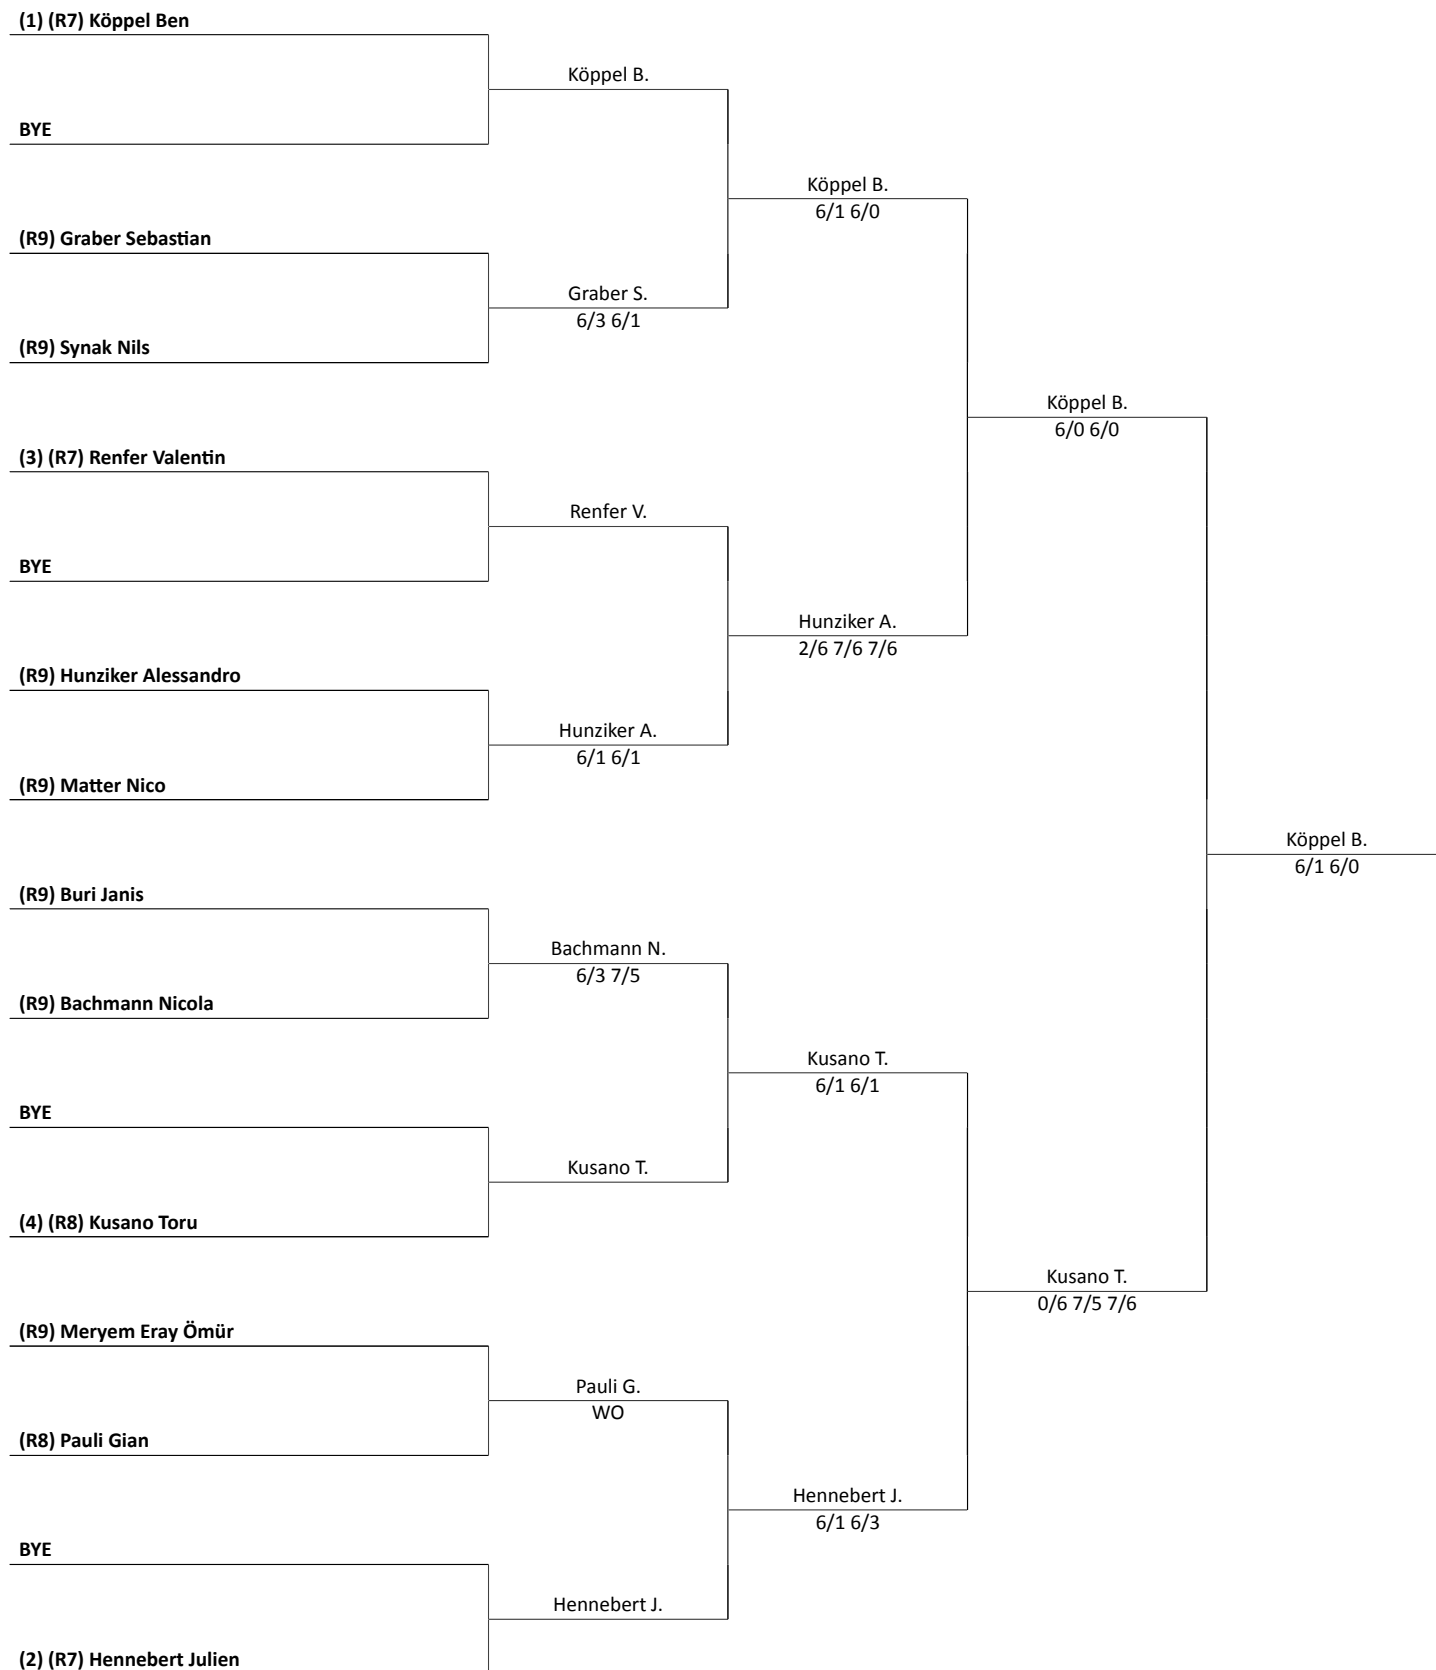 (1) (R7) Köppel Ben
Köppel B.
BYE
Köppel B.
6/1 6/0
(R9) Graber Sebastian
Graber S.
6/3 6/1
(R9) Synak Nils
Köppel B.
6/0 6/0
(3) (R7) Renfer Valentin
Renfer V.
BYE
Hunziker A.
2/6 7/6 7/6
(R9) Hunziker Alessandro
Hunziker A.
6/1 6/1
(R9) Matter Nico
Köppel B.
6/1 6/0
(R9) Buri Janis
Bachmann N.
6/3 7/5
(R9) Bachmann Nicola
Kusano T.
6/1 6/1
BYE
Kusano T.
(4) (R8) Kusano Toru
Kusano T.
0/6 7/5 7/6
(R9) Meryem Eray Ömür
Pauli G.
WO
(R8) Pauli Gian
Hennebert J.
6/1 6/3
BYE
Hennebert J.
(2) (R7) Hennebert Julien